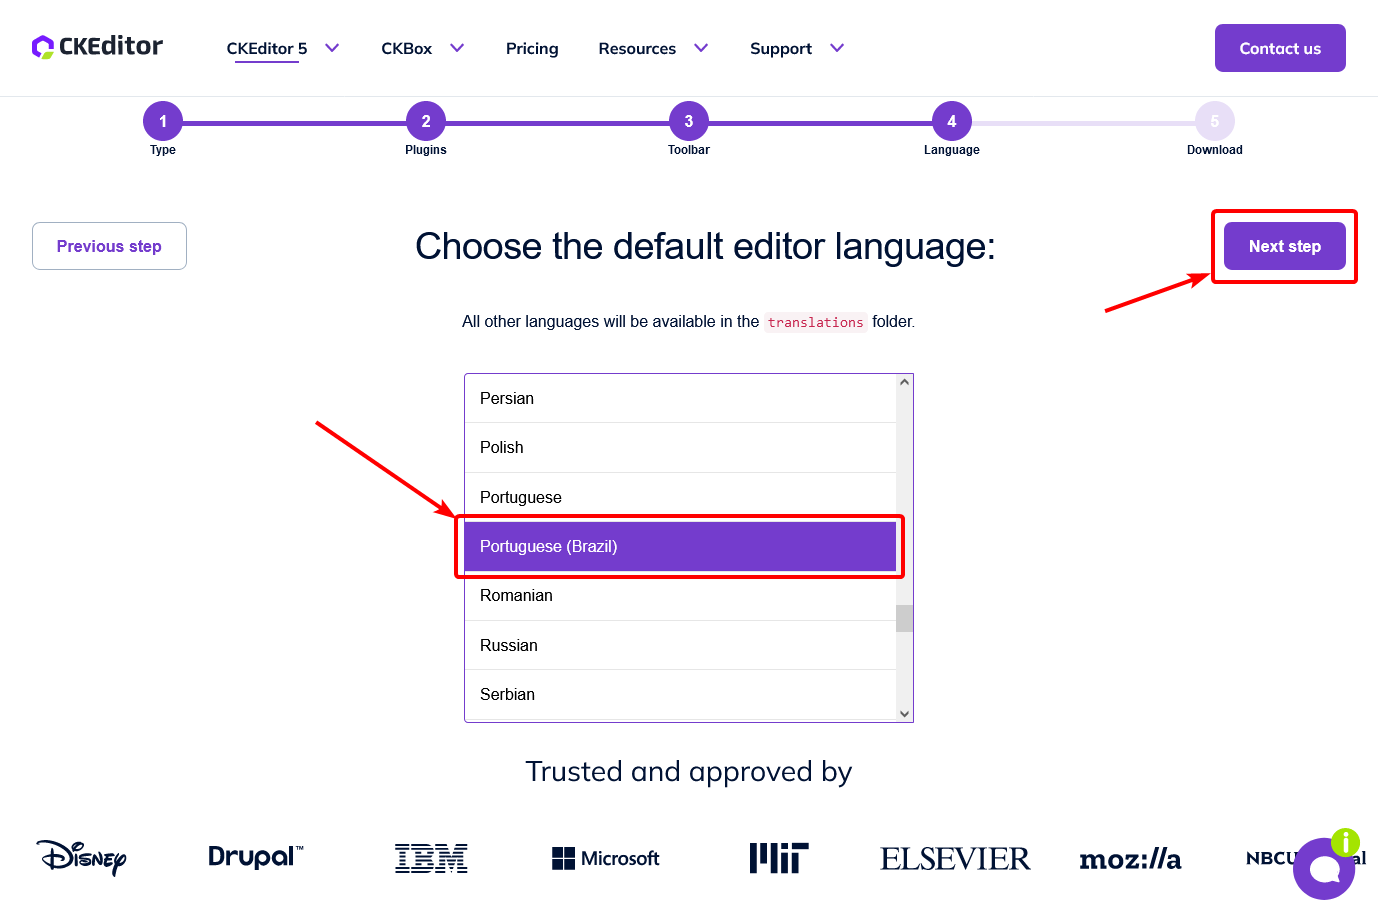 CKEditor
CKEditor 5
CKBox
Pricing
Resources
Support
Contact us
1
2
3
4
5
Type
Plugins
Toolbar
Language
Download
Previous step
Choose the default editor language:
Next step
All other languages will be available in the translations folder.
Persian
Polish
Portuguese
Portuguese (Brazil)
Romanian
Russian
Serbian
Trusted and approved by
Disney
Drupal™
IBM
Microsoft
MIT
ELSEVIER
moz://a